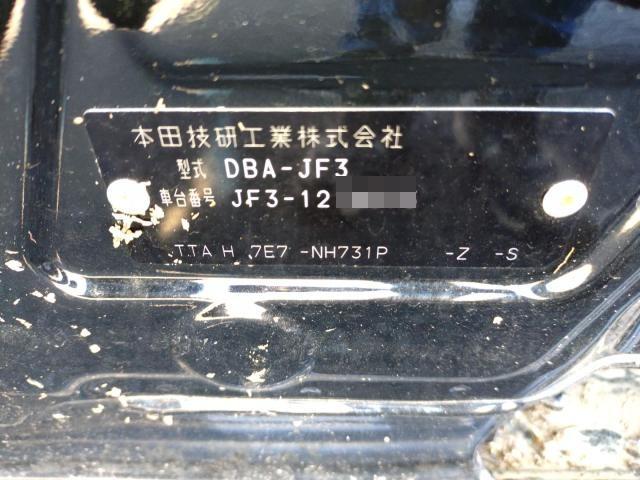 本田技研工業株式会社
型式 DBA-JF3
車台番号 JF3-12
TTA H 7E7 -NH731P -Z -S